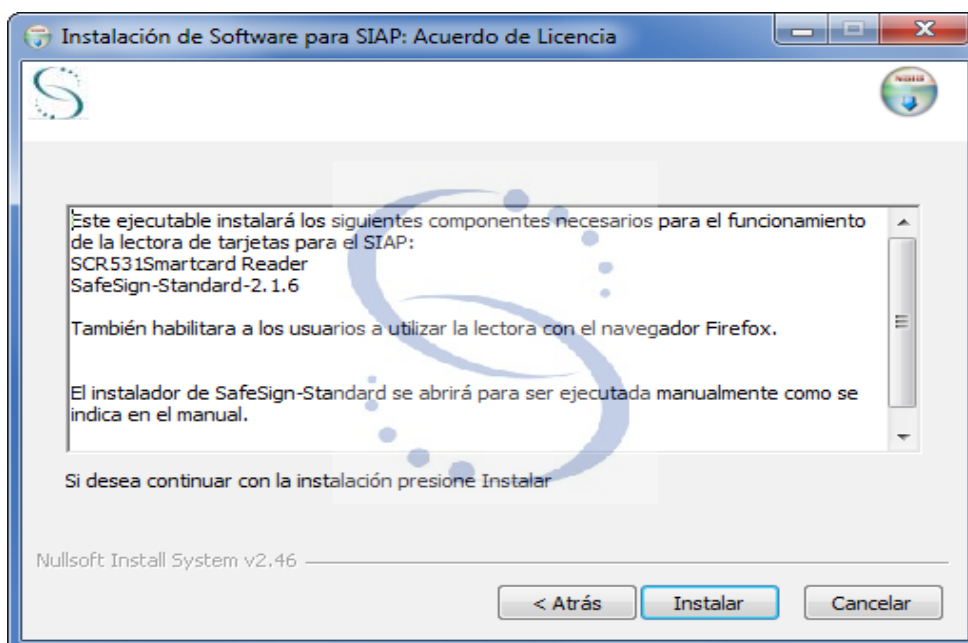 Instalación de Software para SIAP: Acuerdo de Licencia
Este ejecutable instalará los siguientes componentes necesarios para el funcionamiento
de la lectora de tarjetas para el SIAP:
SCR531Smartcard Reader
SafeSign-Standard-2.1.6
También habilitara a los usuarios a utilizar la lectora con el navegador Firefox.
El instalador de SafeSign-Standard se abrirá para ser ejecutada manualmente como se
indica en el manual.
Si desea continuar con la instalación presione Instalar
Nullsoft Install System v2.46
< Atrás
Instalar
Cancelar